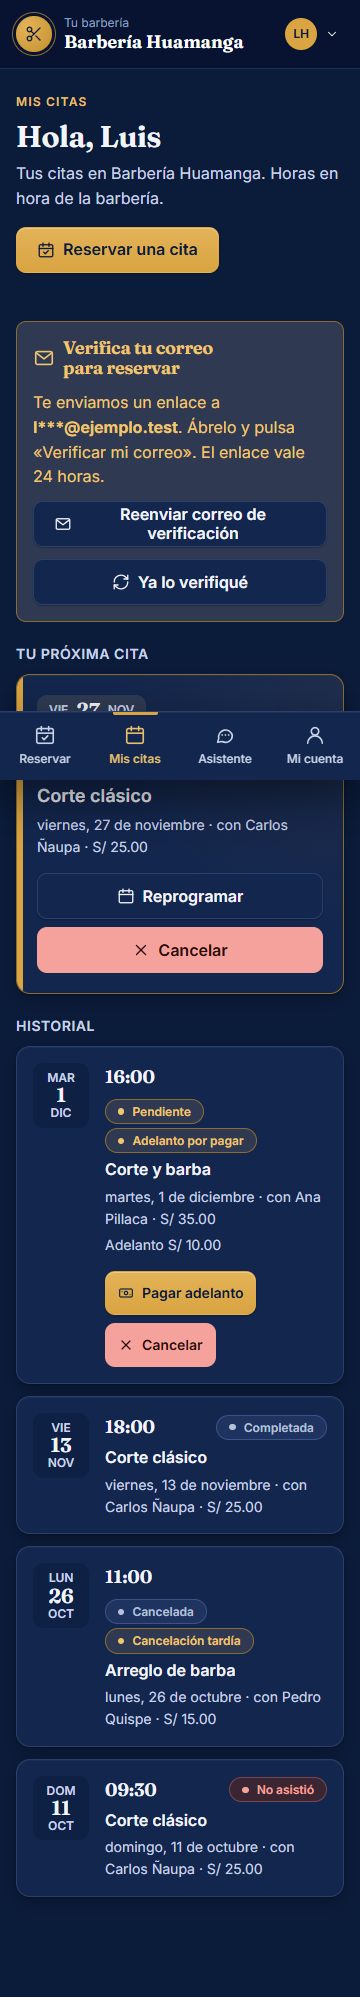 Tu barbería
Barbería Huamanga
LH
MIS CITAS
Hola, Luis
Tus citas en Barbería Huamanga. Horas en
hora de la barbería.
Reservar una cita
Verifica tu correo
para reservar
Te enviamos un enlace a
l***@ejemplo.test. Ábrelo y pulsa
«Verificar mi correo». El enlace vale
24 horas.
Reenviar correo de
verificación
Ya lo verifiqué
TU PRÓXIMA CITA
VIE 27 NOV
Reservar
Mis citas
Asistente
Mi cuenta
Corte clásico
viernes, 27 de noviembre · con Carlos
Ñaupa · S/ 25.00
Reprogramar
Cancelar
HISTORIAL
MAR
1
DIC
16:00
Pendiente
Adelanto por pagar
Corte y barba
martes, 1 de diciembre · con Ana
Pillaca · S/ 35.00
Adelanto S/ 10.00
Pagar adelanto
Cancelar
VIE
13
NOV
18:00
Completada
Corte clásico
viernes, 13 de noviembre · con
Carlos Ñaupa · S/ 25.00
LUN
26
OCT
11:00
Cancelada
Cancelación tardía
Arreglo de barba
lunes, 26 de octubre · con Pedro
Quispe · S/ 15.00
DOM
11
OCT
09:30
No asistió
Corte clásico
domingo, 11 de octubre · con
Carlos Ñaupa · S/ 25.00